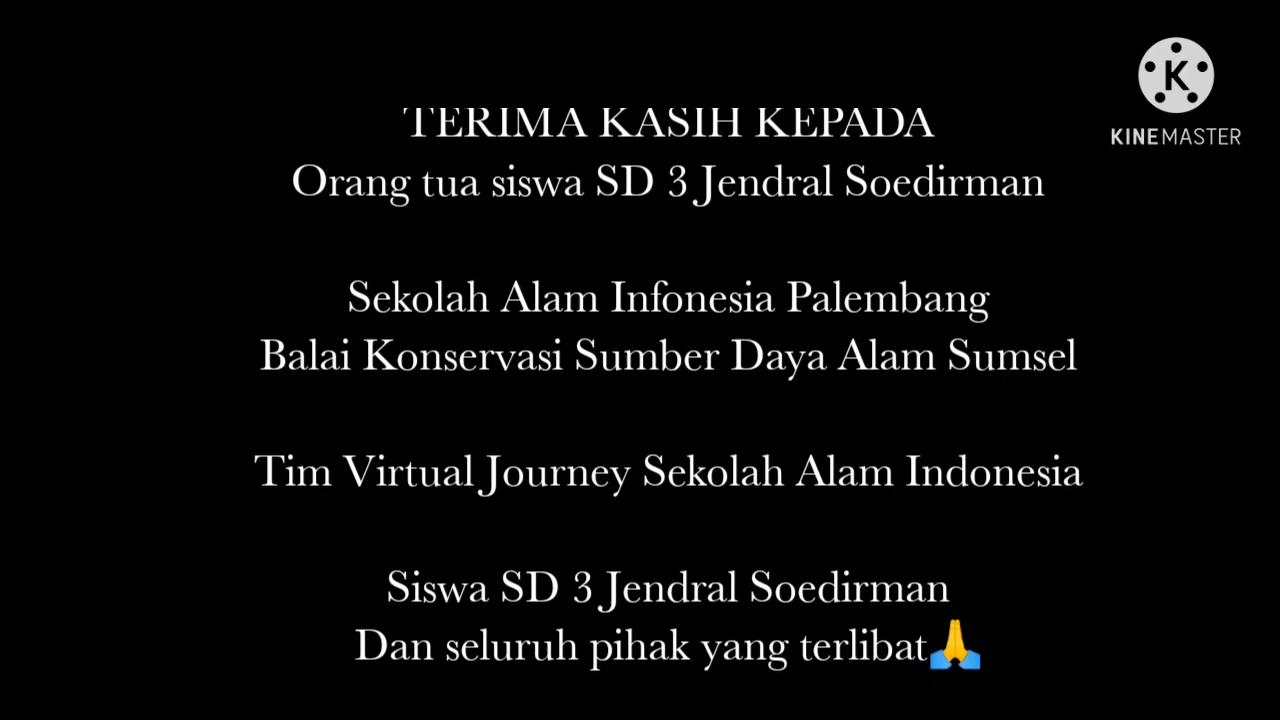 K
KINEMASTER
TERIMA KASIH KEPADA
Orang tua siswa SD 3 Jendral Soedirman
Sekolah Alam Infonesia Palembang
Balai Konservasi Sumber Daya Alam Sumsel
Tim Virtual Journey Sekolah Alam Indonesia
Siswa SD 3 Jendral Soedirman
Dan seluruh pihak yang terlibat🙏